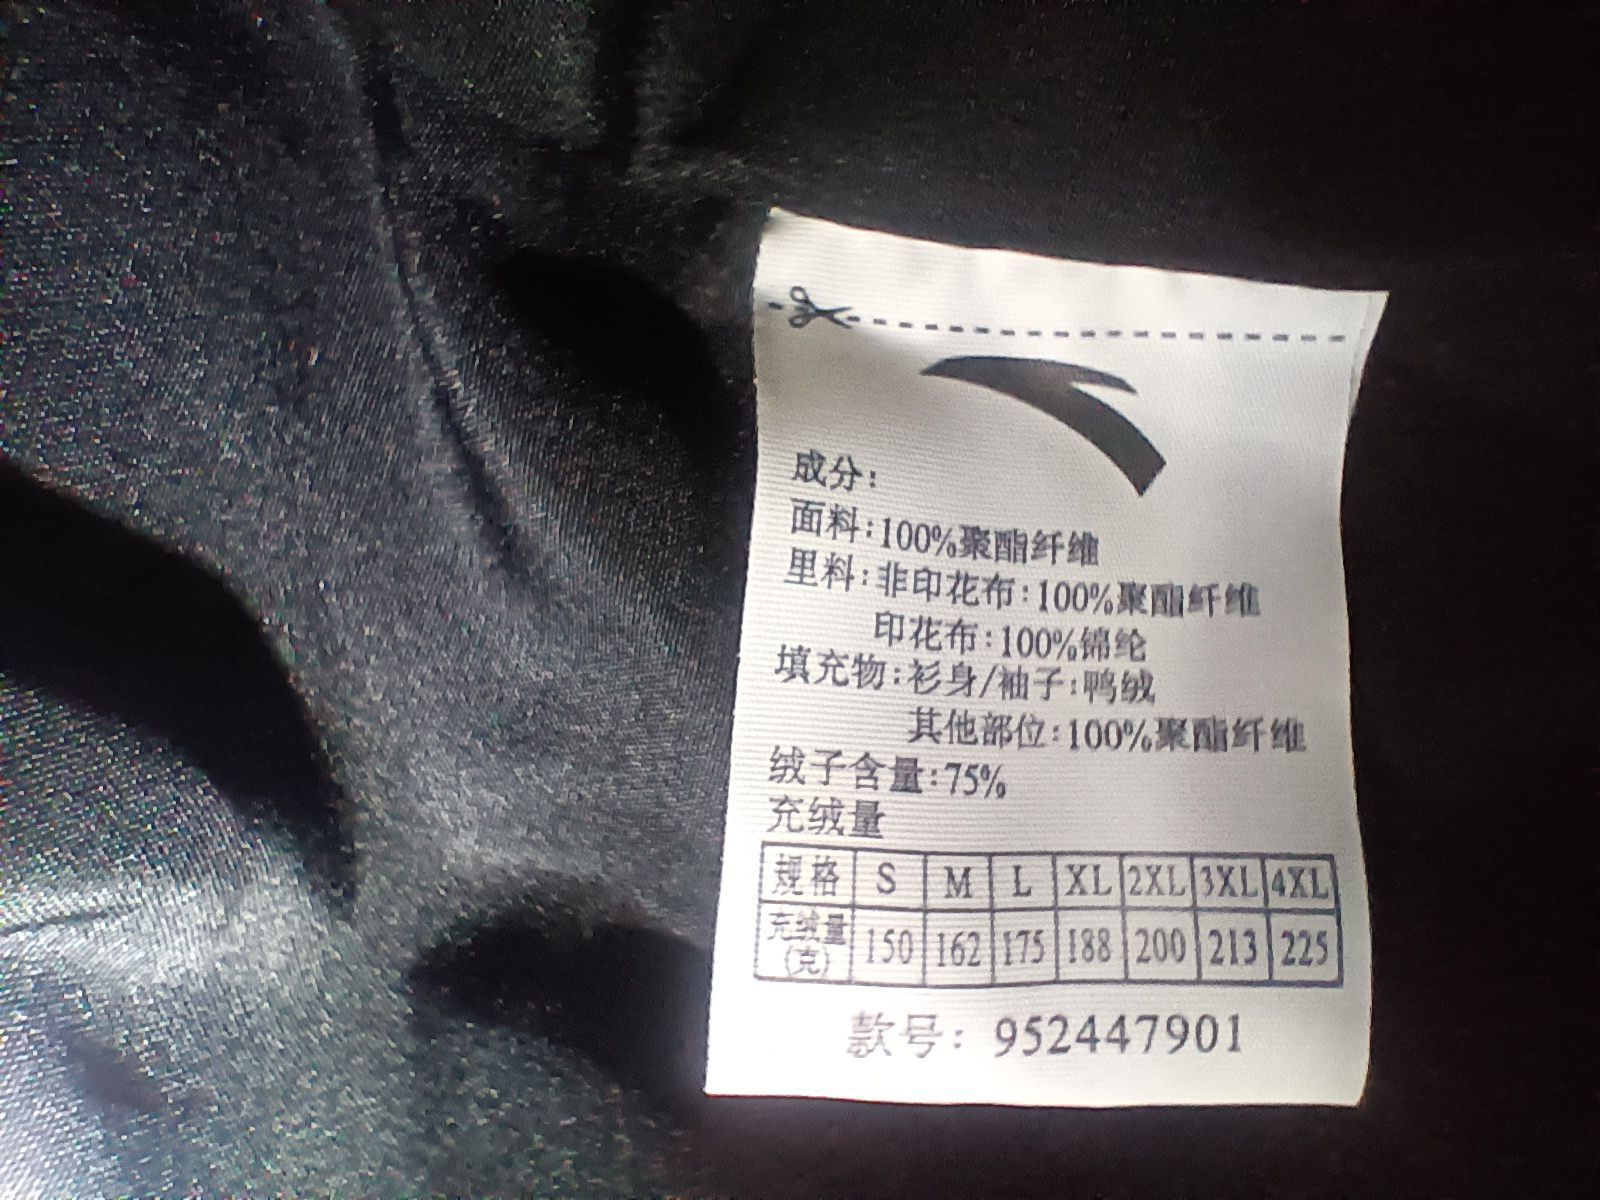 成分:
面料:100%聚酯纤维
里料:非印花布:100%聚酯纤维
印花布:100%锦纶
填充物:衫身/袖子:鸭绒
其他部位:100%聚酯纤维
绒子含量:75%
充绒量
规格 S M L XL 2XL 3XL 4XL
充绒量(克) 150 162 175 188 200 213 225
款号: 952447901